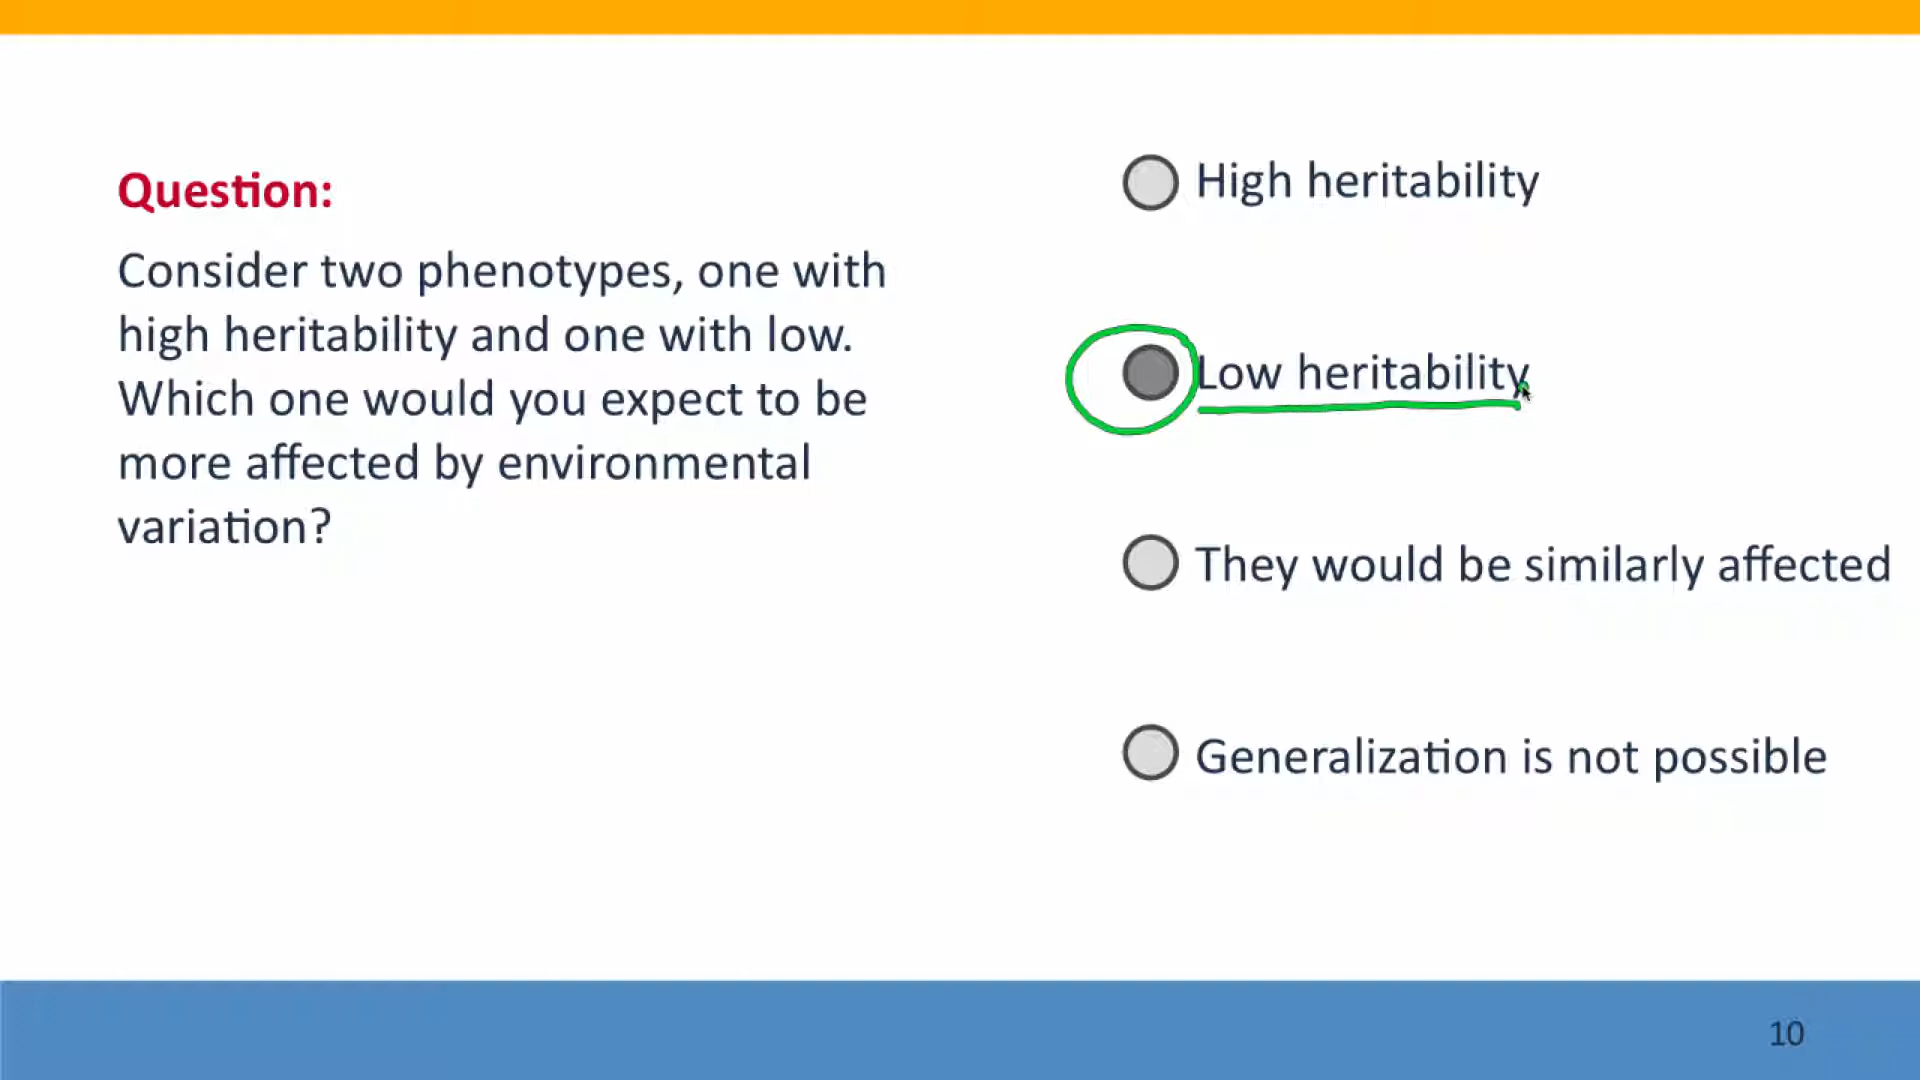 Question:
Consider two phenotypes, one with
high heritability and one with low.
Which one would you expect to be
more affected by environmental
variation?
High heritability
Low heritability
They would be similarly affected
Generalization is not possible
10